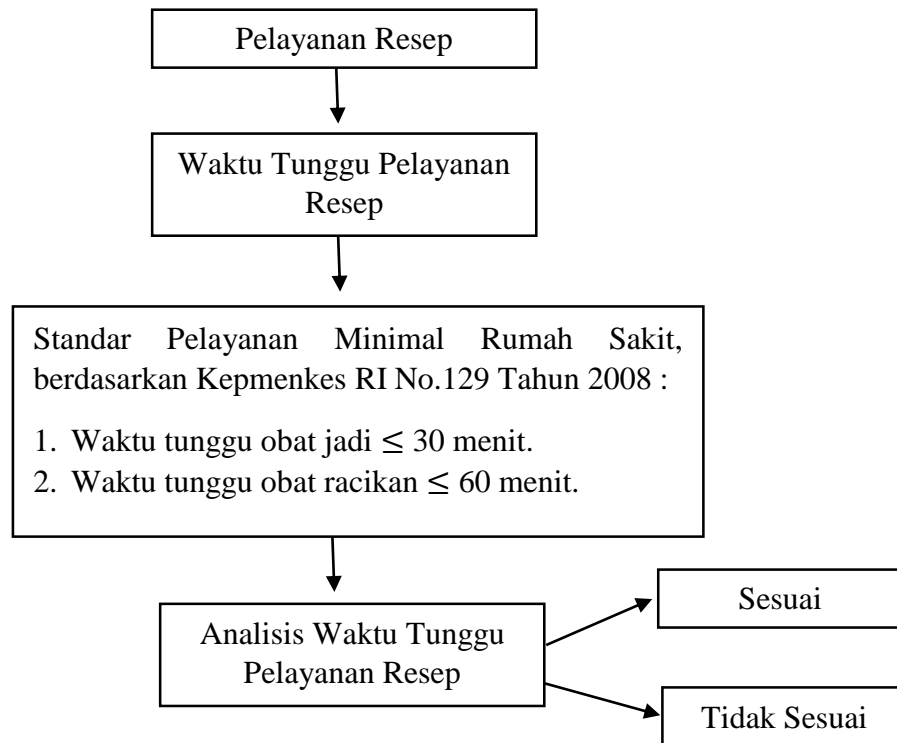 Pelayanan Resep
Waktu Tunggu Pelayanan
Resep
Standar Pelayanan Minimal Rumah Sakit,
berdasarkan Kepmenkes RI No.129 Tahun 2008 :
1. Waktu tunggu obat jadi ≤ 30 menit.
2. Waktu tunggu obat racikan ≤ 60 menit.
Analisis Waktu Tunggu
Pelayanan Resep
Sesuai
Tidak Sesuai